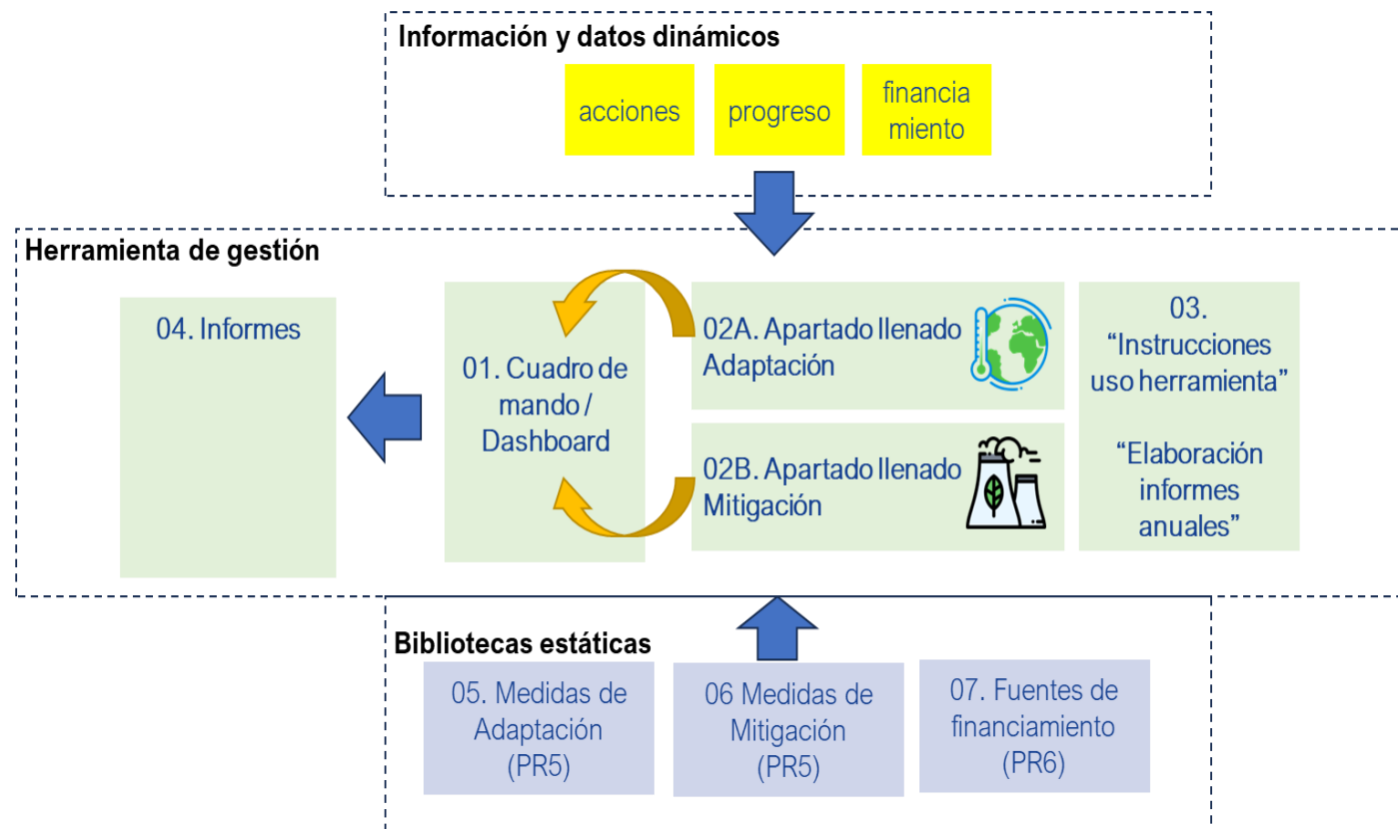 Información y datos dinámicos
acciones
progreso
financia
miento
Herramienta de gestión
04. Informes
01. Cuadro de
mando /
Dashboard
02A. Apartado llenado
Adaptación
02B. Apartado llenado
Mitigación
03.
“Instrucciones
uso herramienta”
“Elaboración
informes
anuales”
Bibliotecas estáticas
05. Medidas de
Adaptación
(PR5)
06 Medidas de
Mitigación
(PR5)
07. Fuentes de
financiamiento
(PR6)